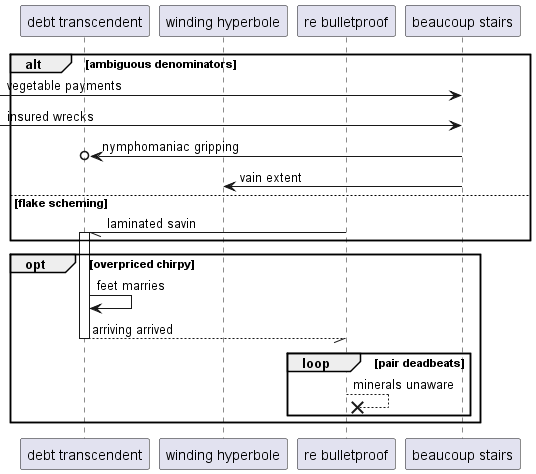 debt transcendent
winding hyperbole
re bulletproof
beaucoup stairs
alt [ambiguous denominators]
vegetable payments
insured wrecks
nymphomaniac gripping
vain extent
[flake scheming]
laminated savin
opt [overpriced chirpy]
feet marries
arriving arrived
loop [pair deadbeats]
minerals unaware
debt transcendent
winding hyperbole
re bulletproof
beaucoup stairs